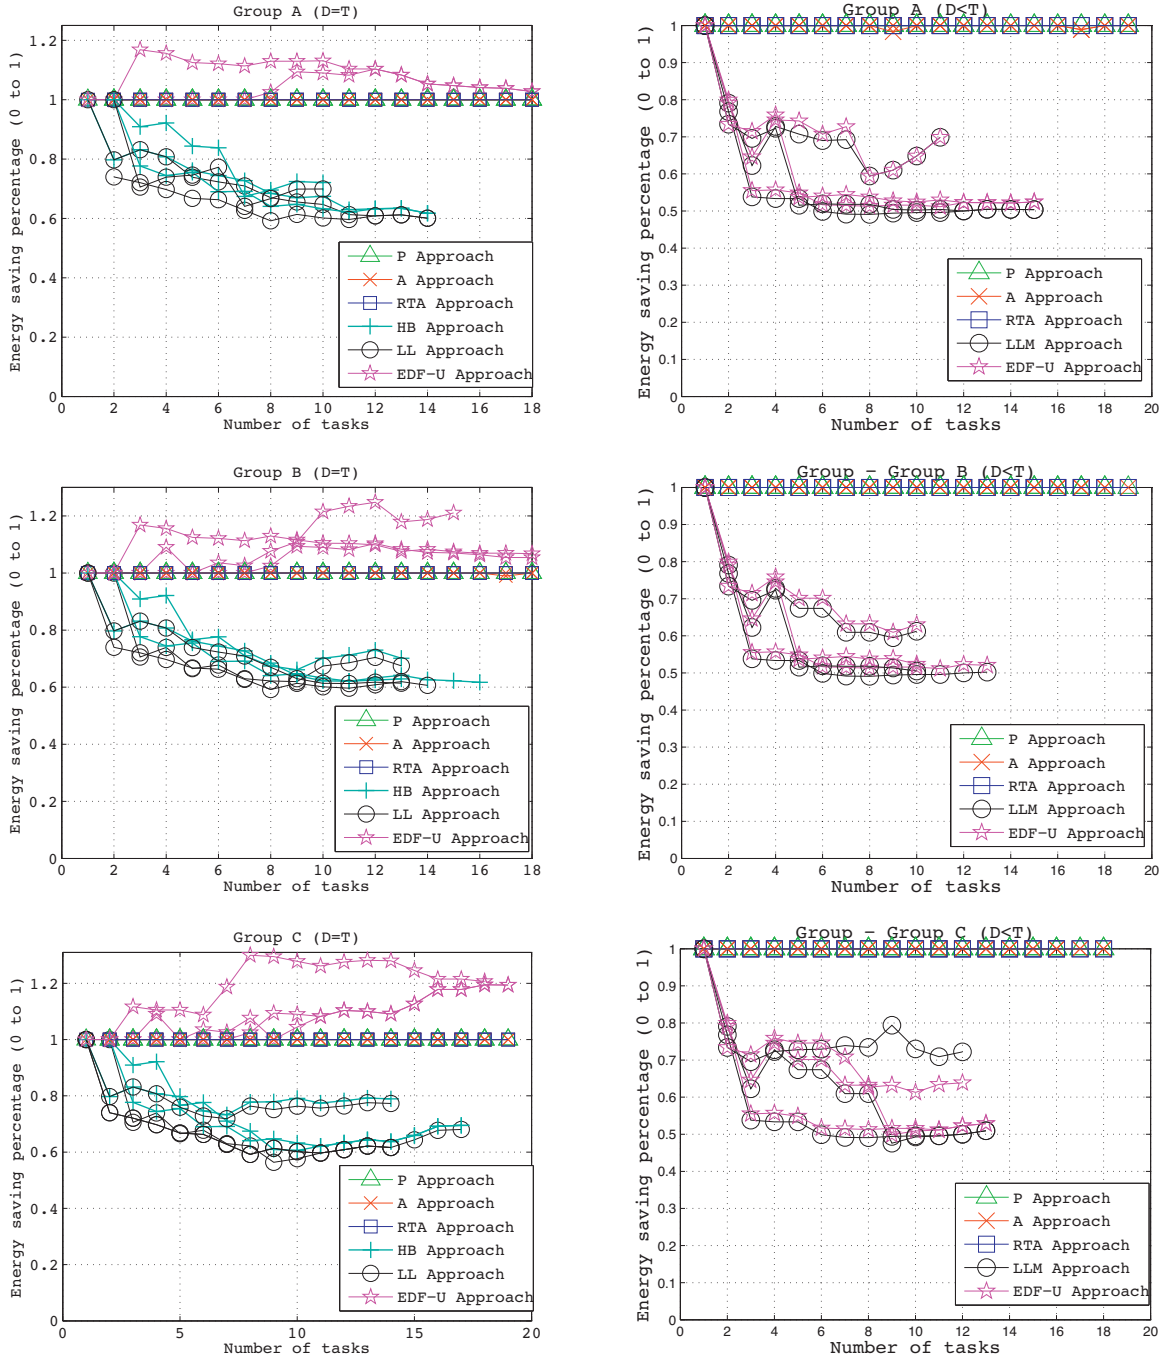 Group A (D=T)
Energy saving percentage (0 to 1)
1.2
1
0.8
0.6
0.4
0.2
0
P Approach
A Approach
RTA Approach
HB Approach
LL Approach
EDF-U Approach
0 2 4 6 8 10 12 14 16 18
Number of tasks
Group A (D<T)
Energy saving percentage (0 to 1)
1
0.9
0.8
0.7
0.6
0.5
0.4
0.3
0.2
0.1
0
P Approach
A Approach
RTA Approach
LLM Approach
EDF-U Approach
0 2 4 6 8 10 12 14 16 18 20
Number of tasks
Group B (D=T)
Energy saving percentage (0 to 1)
1.2
1
0.8
0.6
0.4
0.2
0
P Approach
A Approach
RTA Approach
HB Approach
LL Approach
EDF-U Approach
0 2 4 6 8 10 12 14 16 18
Number of tasks
Group - Group B (D<T)
Energy saving percentage (0 to 1)
1
0.9
0.8
0.7
0.6
0.5
0.4
0.3
0.2
0.1
0
P Approach
A Approach
RTA Approach
LLM Approach
EDF-U Approach
0 2 4 6 8 10 12 14 16 18 20
Number of tasks
Group C (D=T)
Energy saving percentage (0 to 1)
1.2
1
0.8
0.6
0.4
0.2
0
P Approach
A Approach
RTA Approach
HB Approach
LL Approach
EDF-U Approach
0 5 10 15 20
Number of tasks
Group - Group C (D<T)
Energy saving percentage (0 to 1)
1
0.9
0.8
0.7
0.6
0.5
0.4
0.3
0.2
0.1
0
P Approach
A Approach
RTA Approach
LLM Approach
EDF-U Approach
0 2 4 6 8 10 12 14 16 18 20
Number of tasks